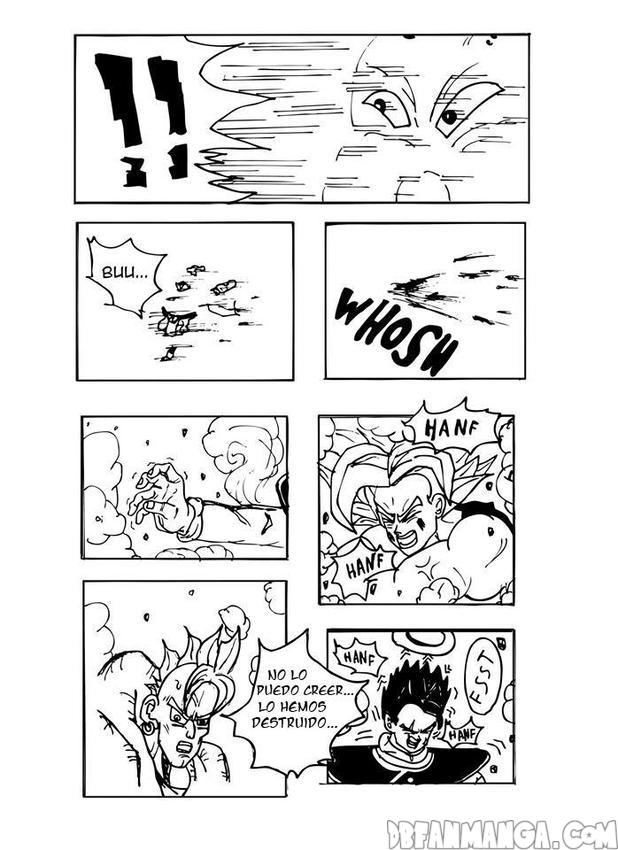 !!
BUU...
WHOSH
HANF
HANF
NO LO
PUEDO CREER...
LO HEMOS
DESTRUIDO...
HANF
FSST
HANF
DBFANMANGA.COM